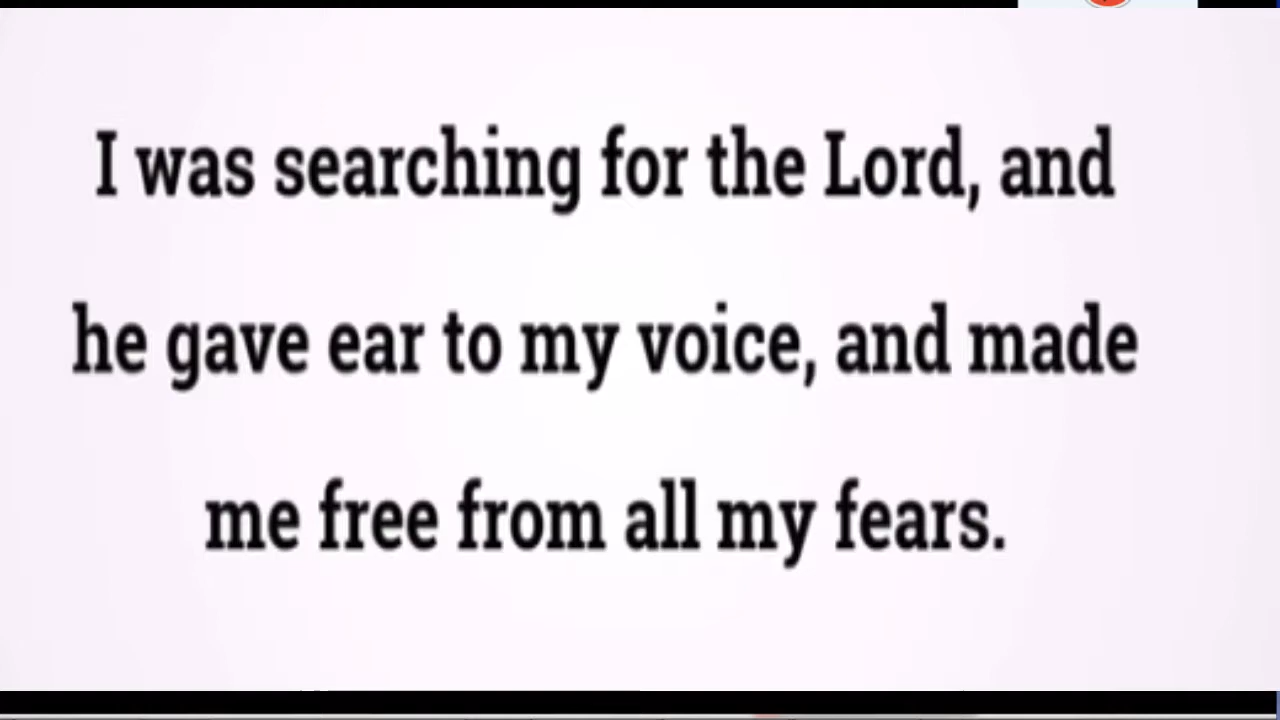 I was searching for the Lord, and
he gave ear to my voice, and made
me free from all my fears.